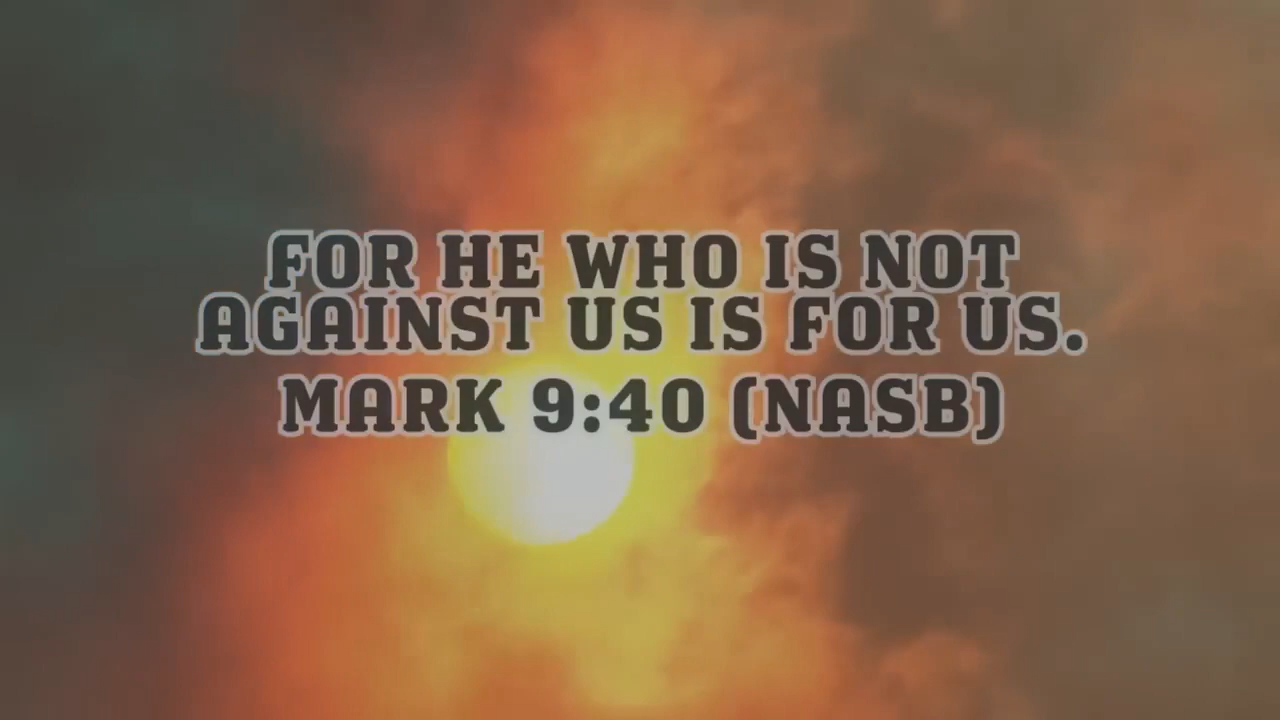 FOR HE WHO IS NOT
AGAINST US IS FOR US.
MARK 9:40 (NASB)